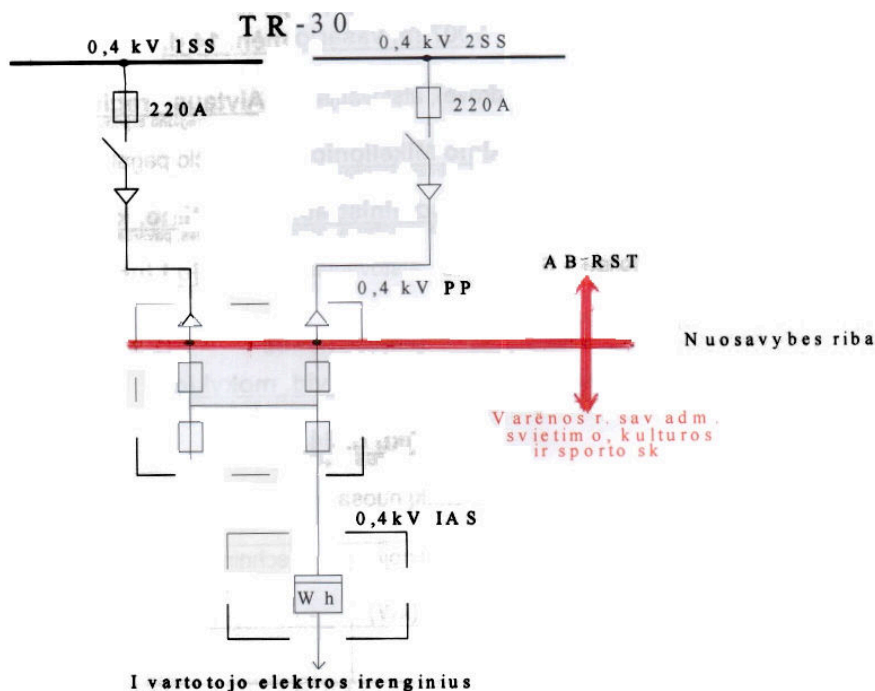 TR-30
0,4 kV 1SS
0,4 kV 2SS
220A
220A
AB RST
0,4 kV PP
Nuosavybes riba
Varėnos r. sav adm.
svietimo, kulturos
ir sporto sk
0,4kV IAS
Wh
I vartotojo elektros irenginius